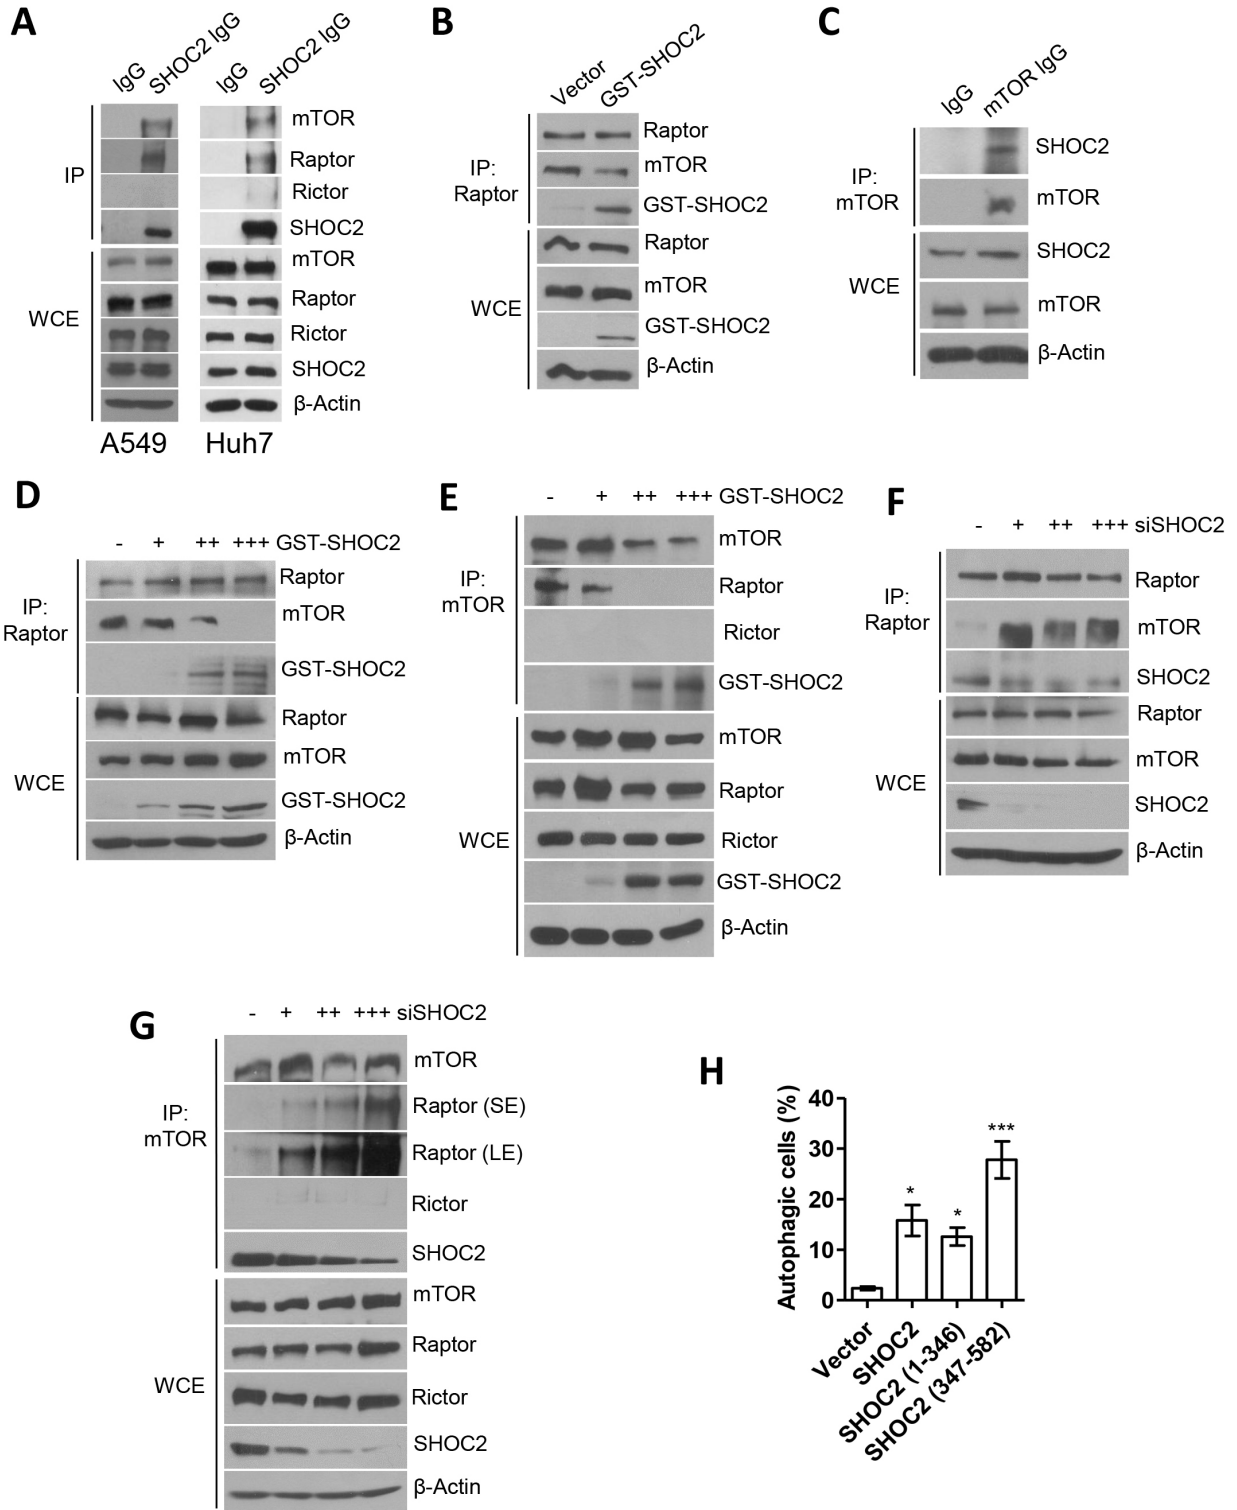 A
IgG
SHOC2 IgG
IgG
SHOC2 IgG
IP
mTOR
Raptor
Rictor
SHOC2
WCE
mTOR
Raptor
Rictor
SHOC2
β-Actin
A549
Huh7
B
Vector
GST-SHOC2
IP:
Raptor
Raptor
mTOR
GST-SHOC2
WCE
Raptor
mTOR
GST-SHOC2
β-Actin
C
IgG
mTOR IgG
IP:
mTOR
SHOC2
mTOR
WCE
SHOC2
mTOR
β-Actin
D
- + ++ +++ GST-SHOC2
IP:
Raptor
Raptor
mTOR
GST-SHOC2
WCE
Raptor
mTOR
GST-SHOC2
β-Actin
E
- + ++ +++ GST-SHOC2
IP:
mTOR
mTOR
Raptor
Rictor
GST-SHOC2
WCE
mTOR
Raptor
Rictor
GST-SHOC2
β-Actin
F
- + ++ +++ siSHOC2
IP:
Raptor
Raptor
mTOR
SHOC2
WCE
Raptor
mTOR
SHOC2
β-Actin
G
- + ++ +++ siSHOC2
IP:
mTOR
mTOR
Raptor (SE)
Raptor (LE)
Rictor
SHOC2
WCE
mTOR
Raptor
Rictor
SHOC2
β-Actin
H
Autophagic cells (%)
40
30
20
10
0
*
*
***
Vector
SHOC2
SHOC2 (1-346)
SHOC2 (347-582)